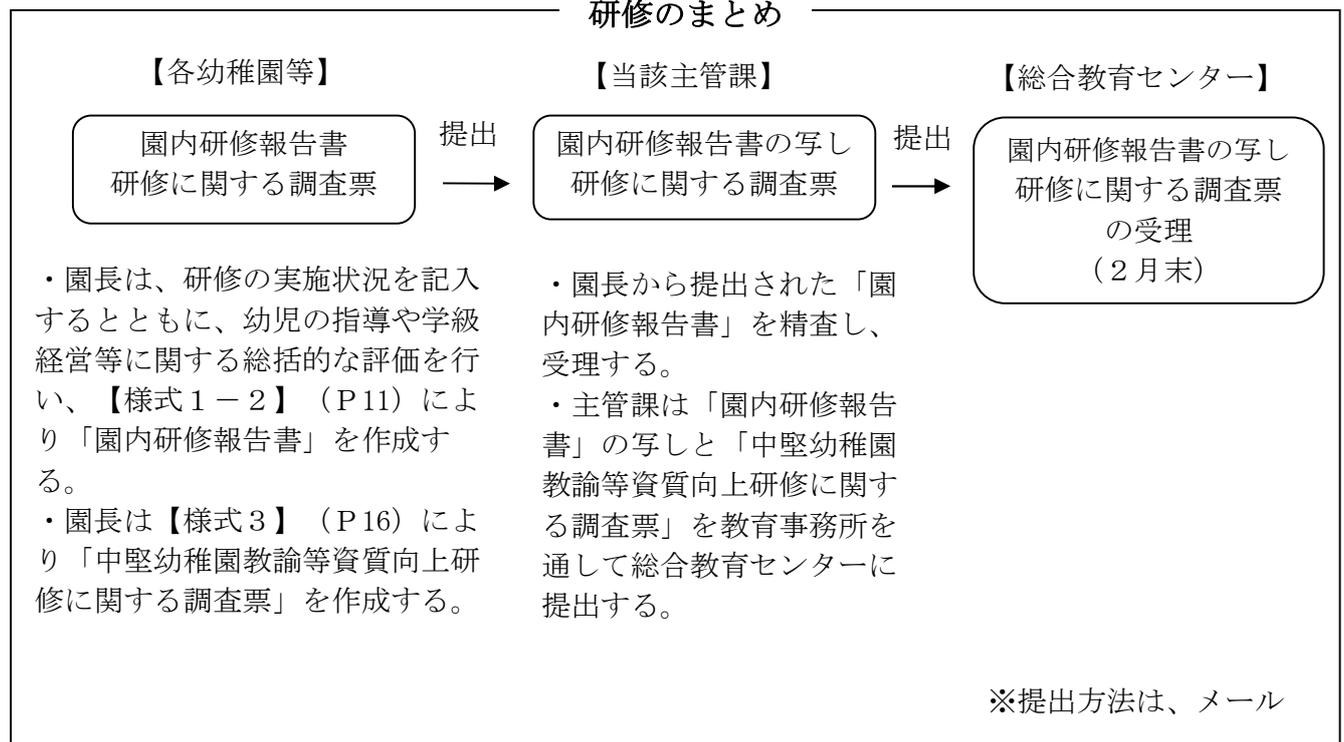 研修のまとめ
【各幼稚園等】
園内研修報告書
研修に関する調査票
提出
・園長は、研修の実施状況を記入
するとともに、幼児の指導や学級
経営等に関する総括的な評価を行
い、【様式１－２】（Ｐ11）によ
り「園内研修報告書」を作成す
る。
・園長は【様式３】（Ｐ16）によ
り「中堅幼稚園教諭等資質向上研
修に関する調査票」を作成する。
【当該主管課】
園内研修報告書の写し
研修に関する調査票
提出
・園長から提出された「園
内研修報告書」を精査し、
受理する。
・主管課は「園内研修報告
書」の写しと「中堅幼稚園
教諭等資質向上研修に関す
る調査票」を教育事務所を
通して総合教育センターに
提出する。
【総合教育センター】
園内研修報告書の写し
研修に関する調査票
の受理
（２月末）
※提出方法は、メール